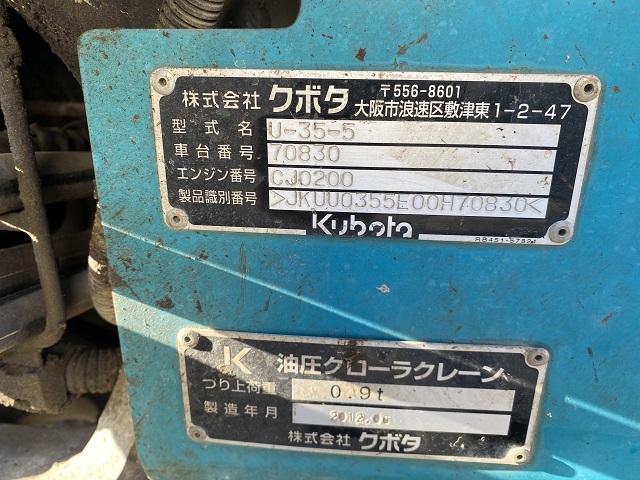 株式会社 クボタ 〒556-8601
大阪市浪速区敷津東1-2-47
型式名 U-35-5
車台番号 70830
エンジン番号 CJ0200
製品識別番号 >JKUU0355E00H70830<
Kubota
K 油圧クローラクレーン
つり上荷重 0.9t
製造年月
株式会社 クボタ